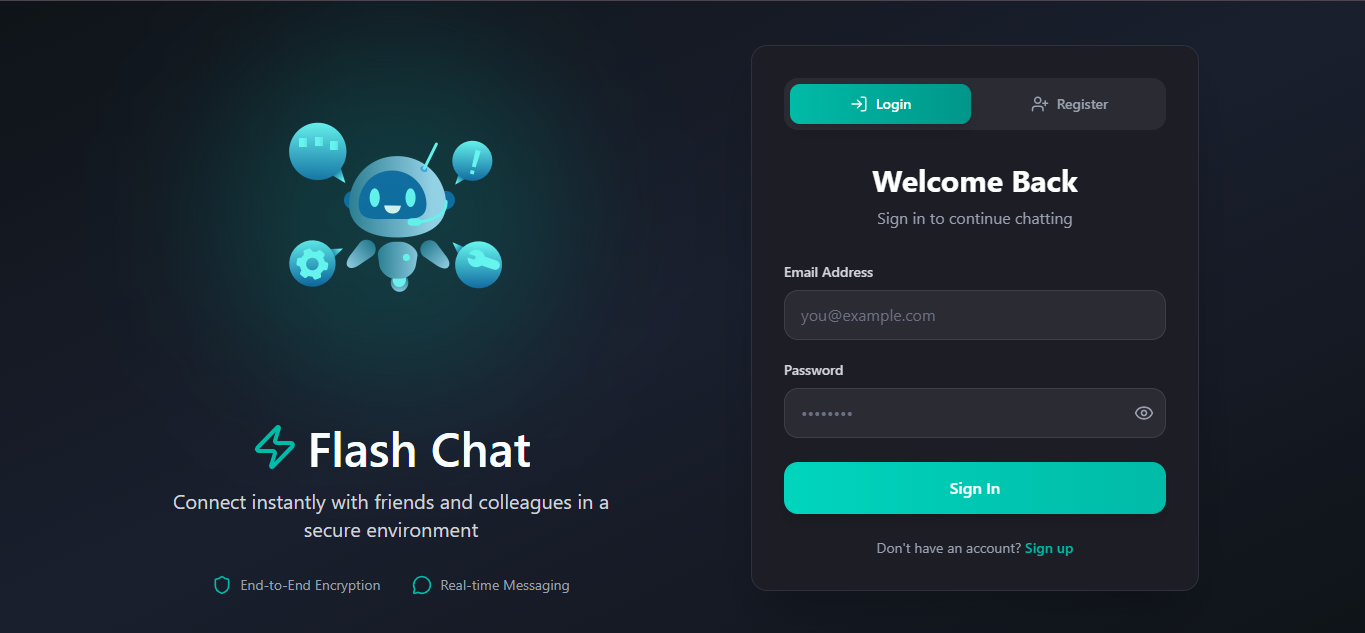 Flash Chat
Connect instantly with friends and colleagues in a
secure environment
End-to-End Encryption
Real-time Messaging
Login
Register
Welcome Back
Sign in to continue chatting
Email Address
you@example.com
Password
••••••••
Sign In
Don't have an account? Sign up